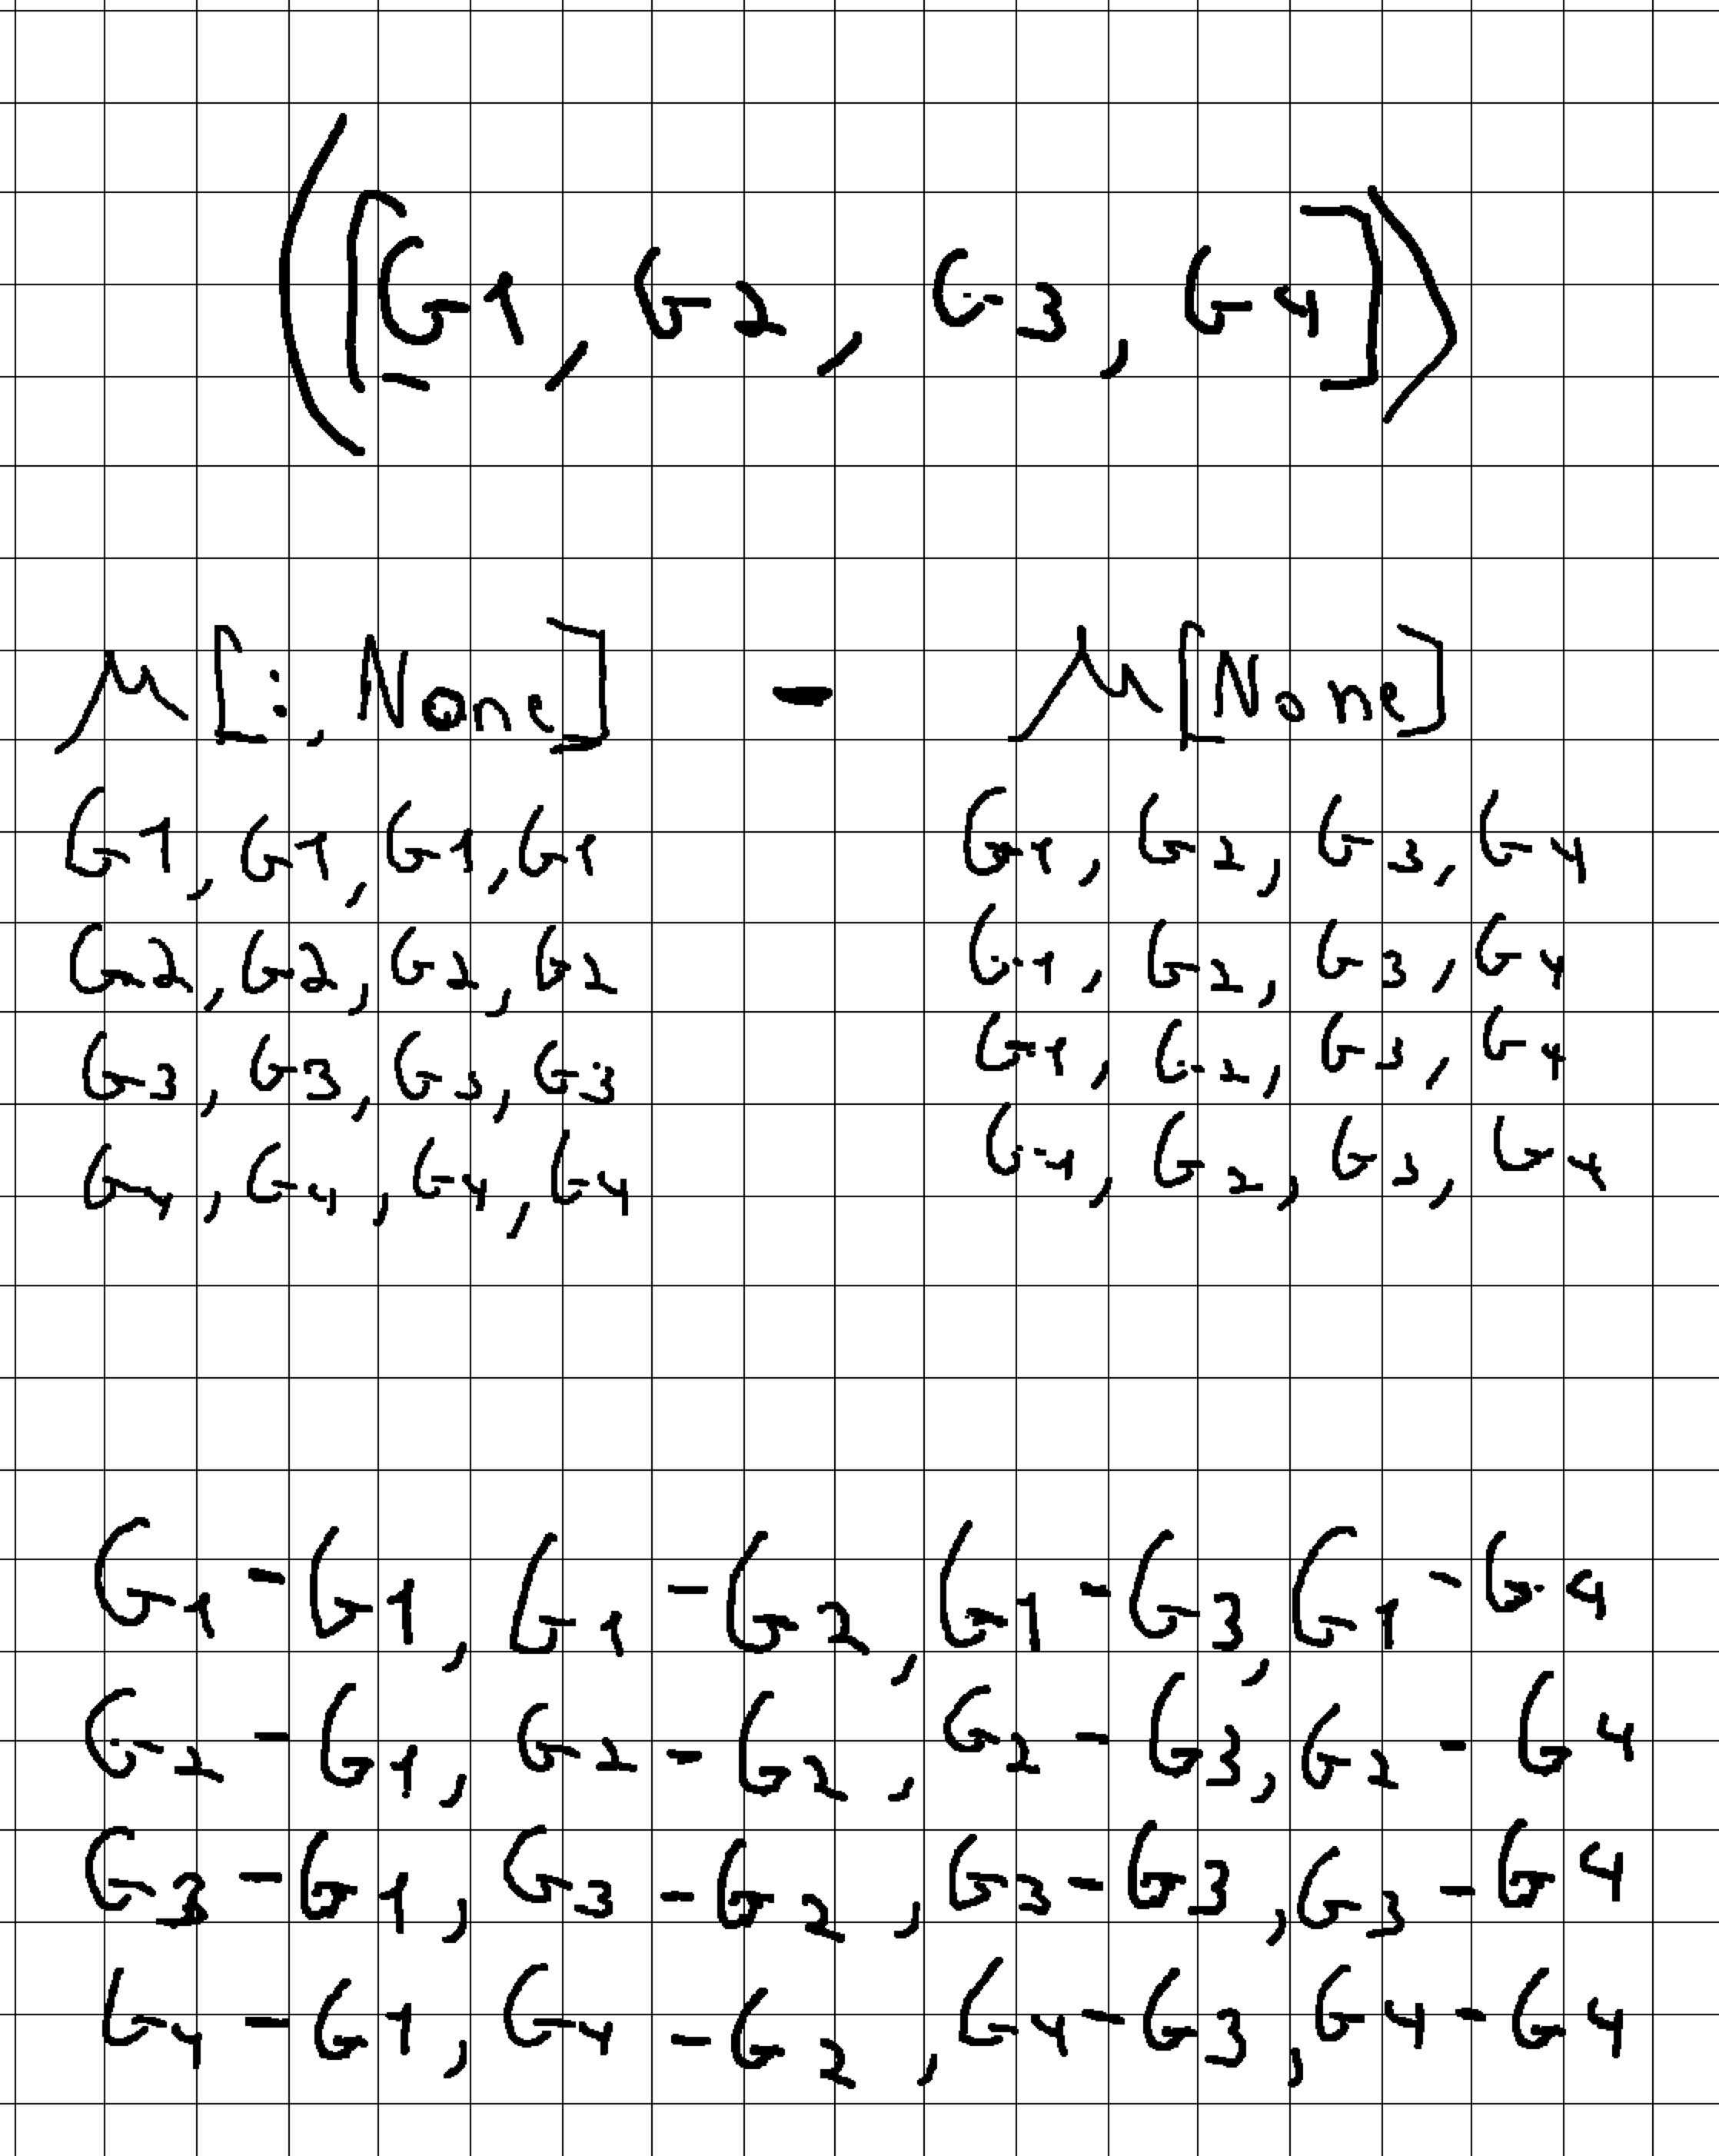 ([G1, G2, G3, G4])
μ[:, None] - μ[None]
G1, G1, G1, G1 G1, G2, G3, G4
G2, G2, G2, G2 G1, G2, G3, G4
G3, G3, G3, G3 G1, G2, G3, G4
G4, G4, G4, G4 G1, G2, G3, G4
G1 - G1, G1 - G2, G1 - G3, G1 - G4
G2 - G1, G2 - G2, G2 - G3, G2 - G4
G3 - G1, G3 - G2, G3 - G3, G3 - G4
G4 - G1, G4 - G2, G4 - G3, G4 - G4